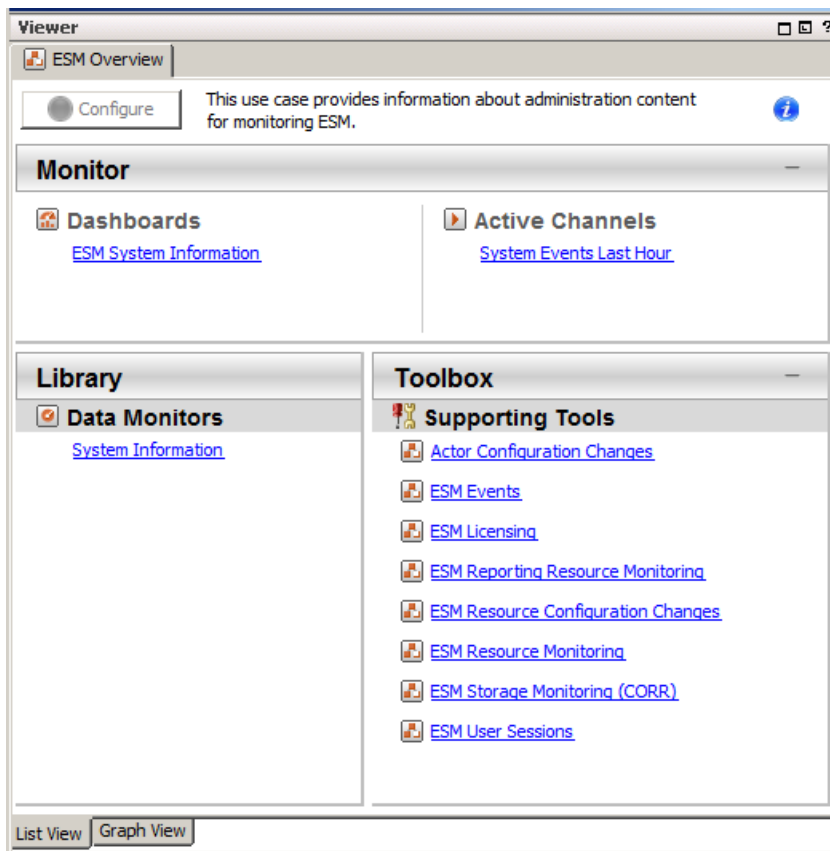 Viewer
ESM Overview
Configure
This use case provides information about administration content
for monitoring ESM.
Monitor
Dashboards
ESM System Information
Active Channels
System Events Last Hour
Library
Data Monitors
System Information
Toolbox
Supporting Tools
Actor Configuration Changes
ESM Events
ESM Licensing
ESM Reporting Resource Monitoring
ESM Resource Configuration Changes
ESM Resource Monitoring
ESM Storage Monitoring (CORR)
ESM User Sessions
List View
Graph View